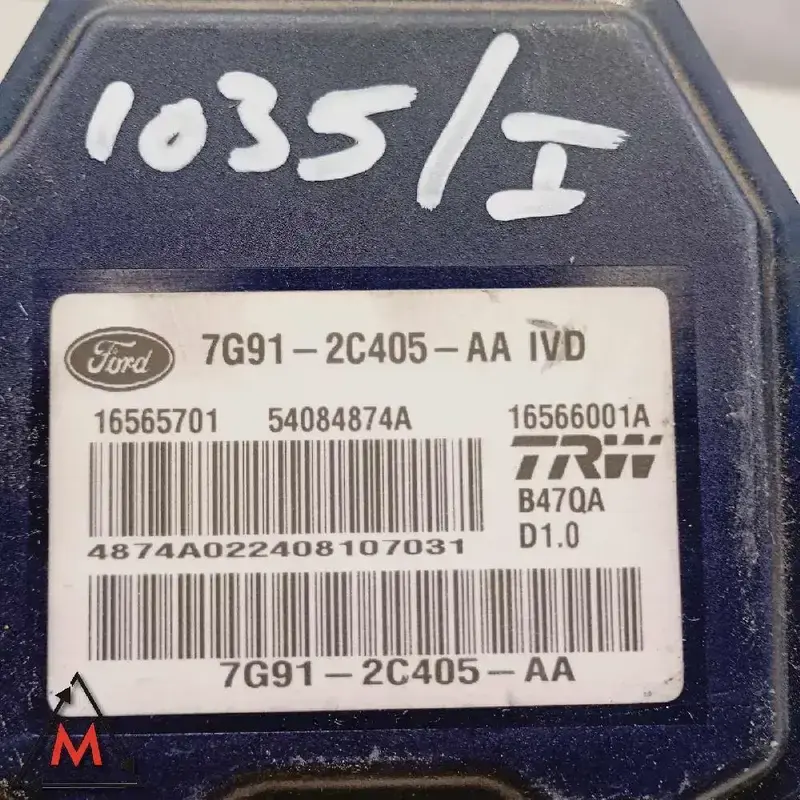 1035/I
Ford 7G91-2C405-AA IVD
16565701 54084874A 16566001A
TRW
B47QA
4874A022408107031
D1.0
7G91-2C405-AA
M